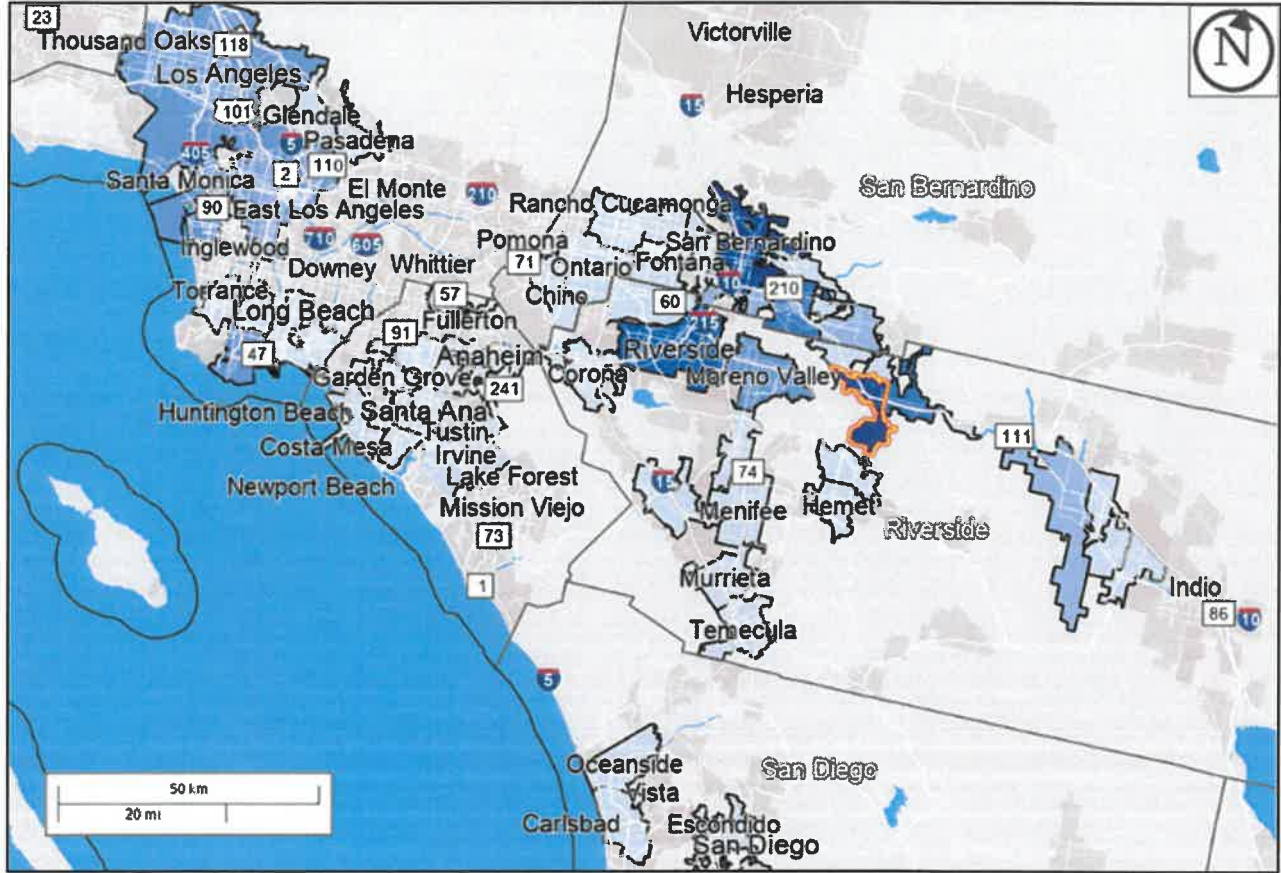 23
Thousand Oaks
118
Los Angeles
101
Glendale
5
Pasadena
405
2
110
Santa Monica
El Monte
210
90
East Los Angeles
Inglewood
710
605
Downey
Whittier
Torrance
Long Beach
57
Fullerton
91
47
Anaheim
Garden Grove
241
Huntington Beach
Santa Ana
Tustin
Costa Mesa
Irvine
Newport Beach
Lake Forest
Mission Viejo
73
1
Victorville
N
Hesperia
15
San Bernardino
Rancho Cucamonga
Pomona
San Bernardino
71
Ontario
Fontana
10
Chino
60
210
215
Riverside
Coroña
Moreno Valley
111
15
74
Menifee
Hemet
Riverside
Murrieta
Indio
86
10
Temecula
5
Oceanside
San Diego
Vista
Carlsbad
Escondido
San Diego
50 km
20 mi